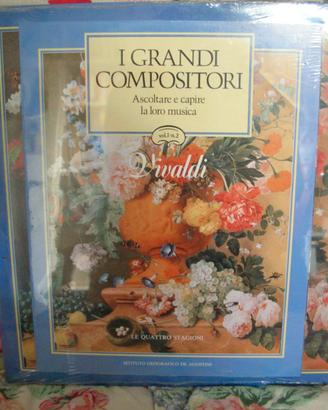 I GRANDI
COMPOSITORI
Ascoltare e capire
la loro musica
vol.1 n.2
Vivaldi
LE QUATTRO STAGIONI
ISTITUTO GEOGRAFICO DE AGOSTINI